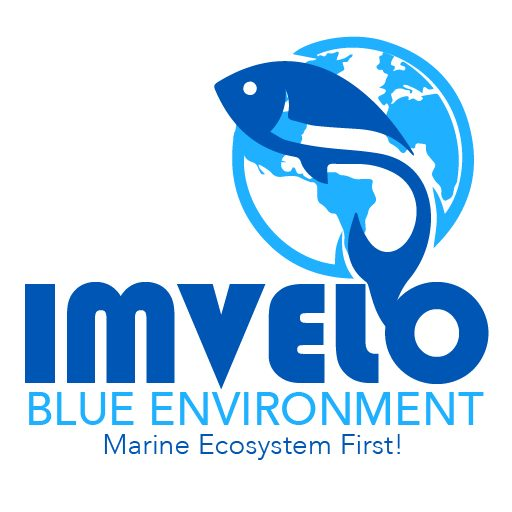 IMVELO
BLUE ENVIRONMENT
Marine Ecosystem First!